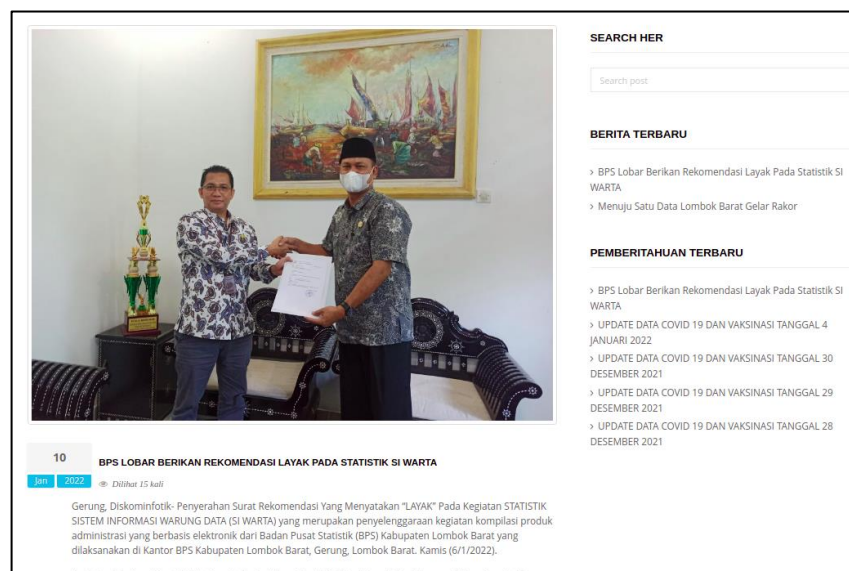 10
Jan 2022
BPS LOBAR BERIKAN REKOMENDASI LAYAK PADA STATISTIK SI WARTA
Dilihat 15 kali
Gerung, Diskominfotik- Penyerahan Surat Rekomendasi Yang Menyatakan “LAYAK” Pada Kegiatan STATISTIK
SISTEM INFORMASI WARUNG DATA (SI WARTA) yang merupakan penyelenggaraan kegiatan kompilasi produk
administrasi yang berbasis elektronik dari Badan Pusat Statistik (BPS) Kabupaten Lombok Barat yang
dilaksanakan di Kantor BPS Kabupaten Lombok Barat, Gerung, Lombok Barat. Kamis (6/1/2022).
SEARCH HER
Search post
BERITA TERBARU
› BPS Lobar Berikan Rekomendasi Layak Pada Statistik SI
WARTA
› Menuju Satu Data Lombok Barat Gelar Rakor
PEMBERITAHUAN TERBARU
› BPS Lobar Berikan Rekomendasi Layak Pada Statistik SI
WARTA
› UPDATE DATA COVID 19 DAN VAKSINASI TANGGAL 4
JANUARI 2022
› UPDATE DATA COVID 19 DAN VAKSINASI TANGGAL 30
DESEMBER 2021
› UPDATE DATA COVID 19 DAN VAKSINASI TANGGAL 29
DESEMBER 2021
› UPDATE DATA COVID 19 DAN VAKSINASI TANGGAL 28
DESEMBER 2021